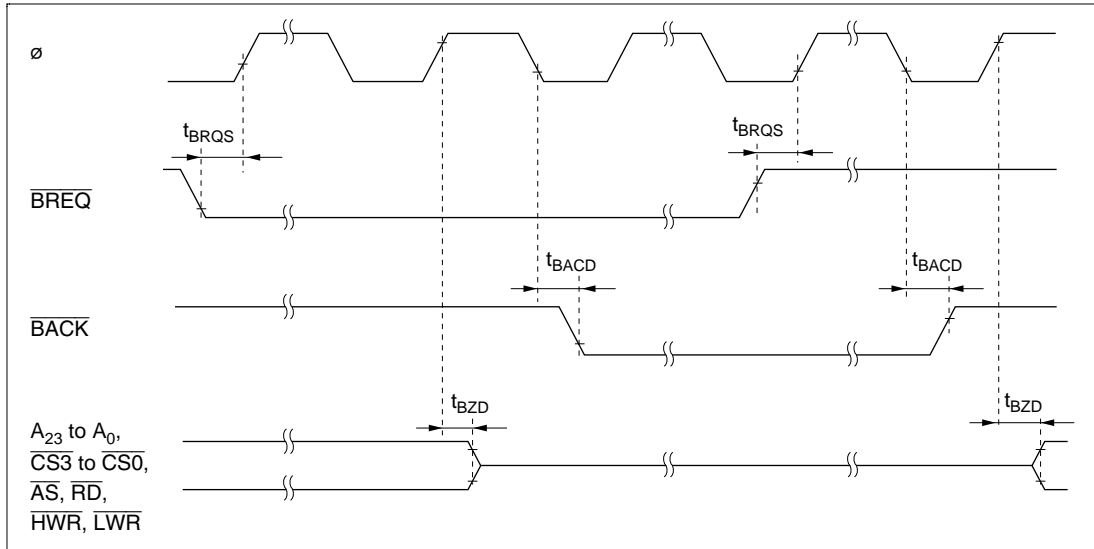 ø
tBRQS
tBRQS
BREQ
tBACD
tBACD
BACK
tBZD
tBZD
A23 to A0,
CS3 to CS0,
AS, RD,
HWR, LWR